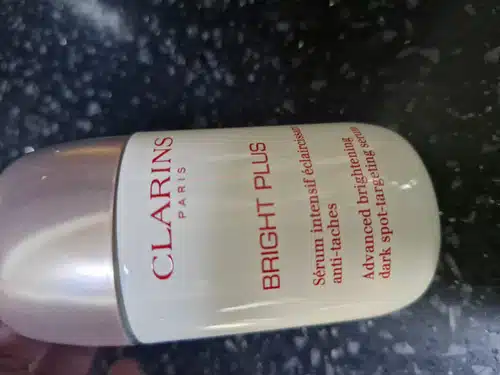 CLARINS
PARIS
BRIGHT PLUS
Sérum intensif éclaircissant
anti-taches
Advanced brightening
dark spot-targeting serum